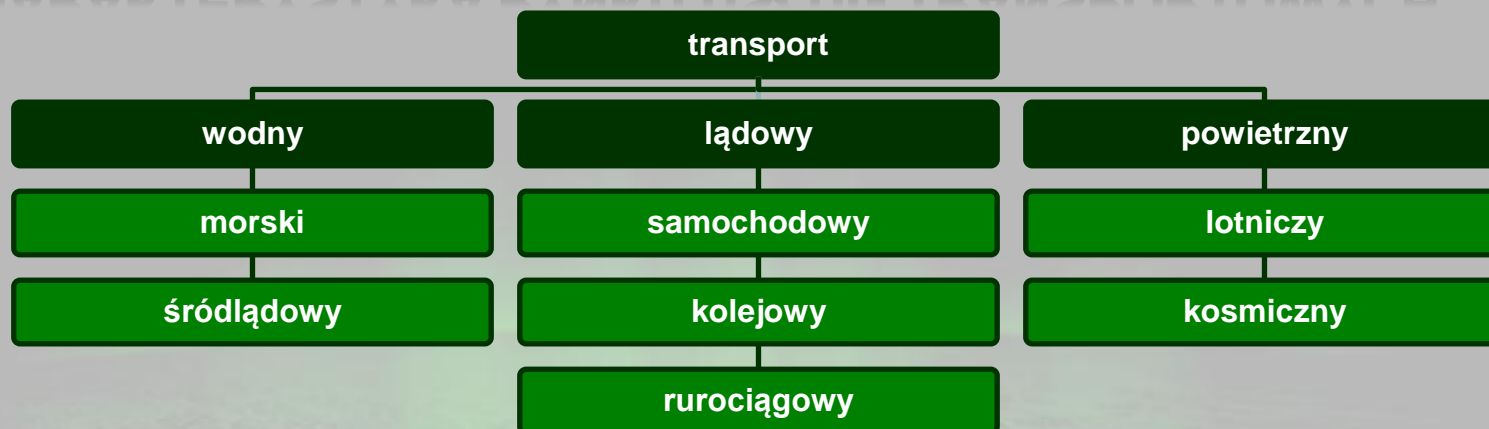 transport
wodny lądowy powietrzny
morski samochodowy lotniczy
śródlądowy kolejowy kosmiczny
rurociągowy